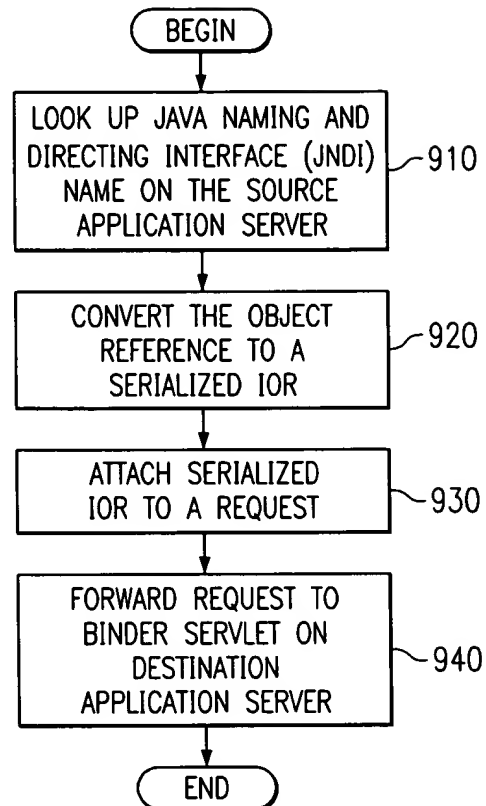 BEGIN
LOOK UP JAVA NAMING AND
DIRECTING INTERFACE (JNDI)
NAME ON THE SOURCE
APPLICATION SERVER
910
CONVERT THE OBJECT
REFERENCE TO A
SERIALIZED IOR
920
ATTACH SERIALIZED
IOR TO A REQUEST
930
FORWARD REQUEST TO
BINDER SERVLET ON
DESTINATION
APPLICATION SERVER
940
END